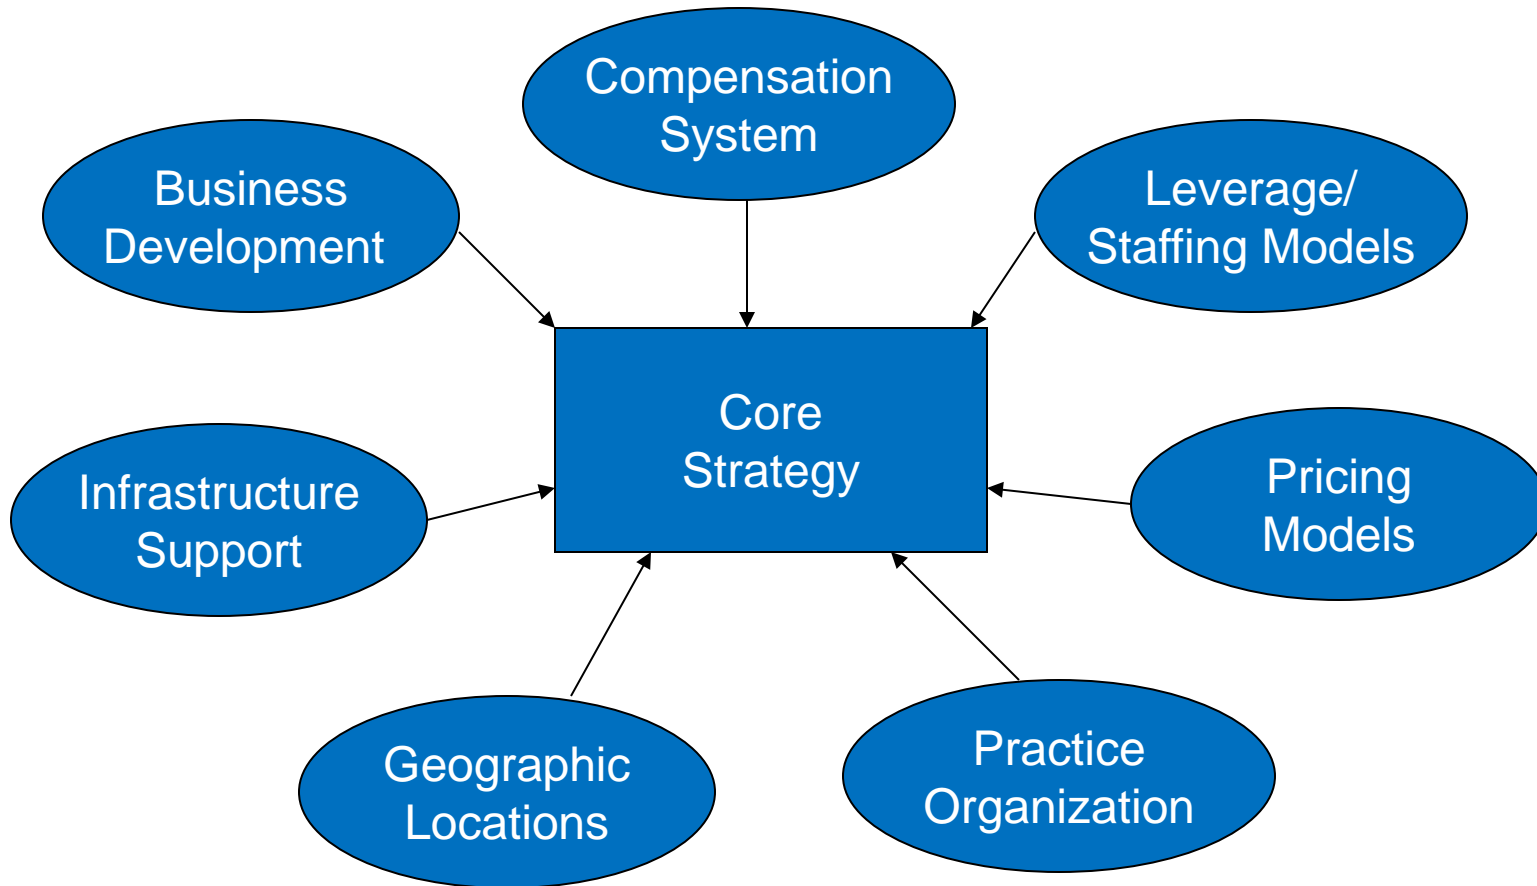 Compensation
System
Business
Development
Leverage/
Staffing Models
Core
Strategy
Infrastructure
Support
Pricing
Models
Geographic
Locations
Practice
Organization